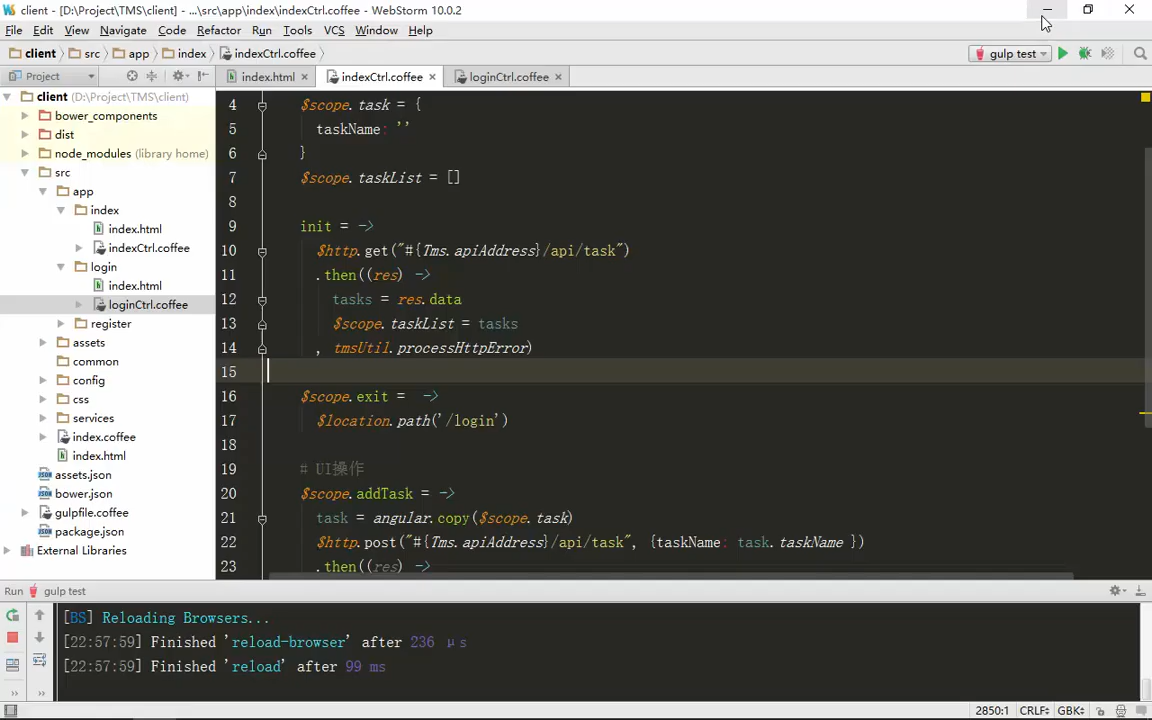 client - [D:\Project\TMS\client] - ...\src\app\index\indexCtrl.coffee - WebStorm 10.0.2
File Edit View Navigate Code Refactor Run Tools VCS Window Help
client src app index indexCtrl.coffee gulp test
Project index.html indexCtrl.coffee loginCtrl.coffee
client (D:\Project\TMS\client)
bower_components
dist
node_modules (library home)
src
app
index
index.html
indexCtrl.coffee
login
index.html
loginCtrl.coffee
register
assets
common
config
css
services
index.coffee
index.html
assets.json
bower.json
gulpfile.coffee
package.json
External Libraries
4 $scope.task = {
5 taskName: ''
6 }
7 $scope.taskList = []
8
9 init = ->
10 $http.get("#{Tms.apiAddress}/api/task")
11 .then((res) ->
12 tasks = res.data
13 $scope.taskList = tasks
14 , tmsUtil.processHttpError)
15
16 $scope.exit =  ->
17 $location.path('/login')
18
19 # UI操作
20 $scope.addTask = ->
21 task = angular.copy($scope.task)
22 $http.post("#{Tms.apiAddress}/api/task", {taskName: task.taskName })
23 .then((res) ->
Run gulp test
[BS] Reloading Browsers...
[22:57:59] Finished 'reload-browser' after 236 μs
[22:57:59] Finished 'reload' after 99 ms
2850:1 CRLF GBK